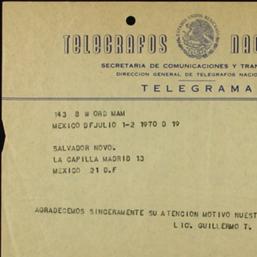 TELEGRAFOS NA
SECRETARIA DE COMUNICACIONES Y TRAN
DIRECCION GENERAL DE TELEGRAFOS NACIO
TELEGRAMA
143 8 W ORD MAM
MEXICO DFJULIO 1-2 1970 D 19
SALVADOR NOVO.
LA CAPILLA MADRID 13
MEXICO 21 D.F
AGRADECEMOS SINCERAMENTE SU ATENCION MOTIVO NUEST
LIC. GUILLERMO T.